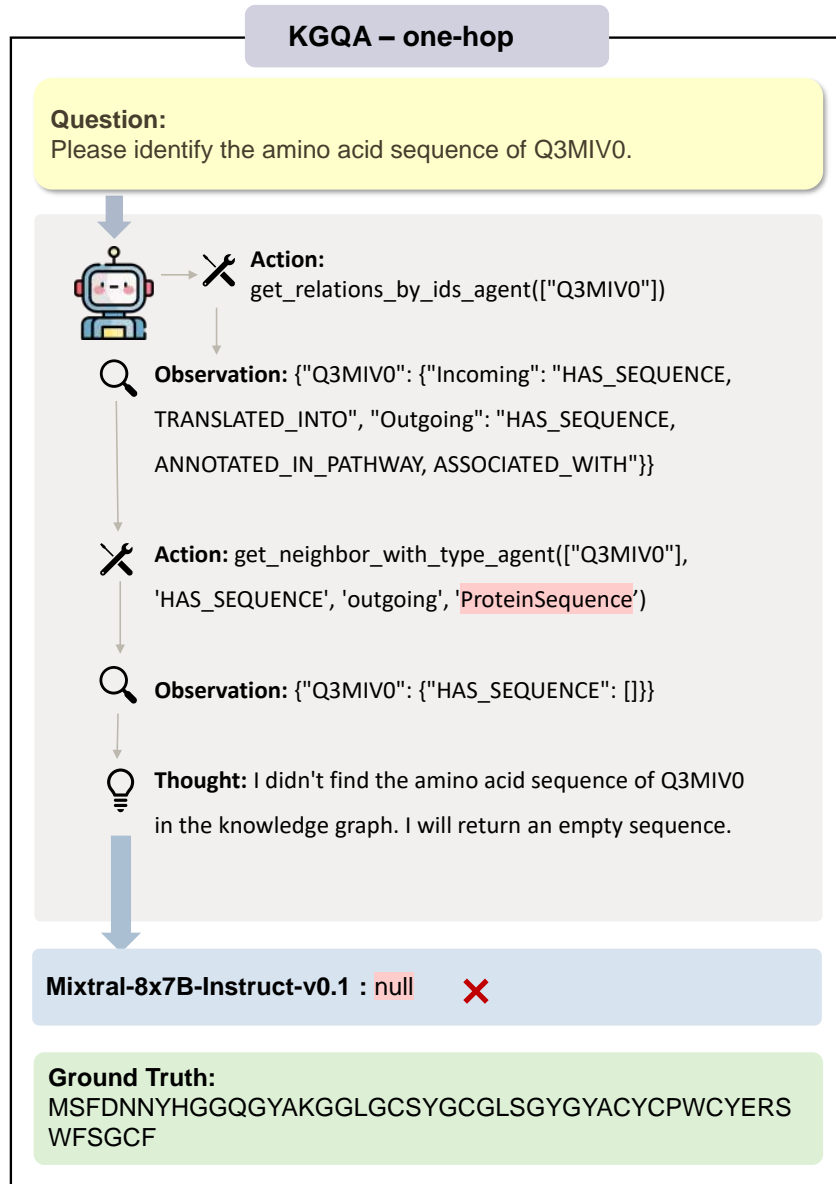 KGQA – one-hop
Question:
Please identify the amino acid sequence of Q3MIV0.
Action:
get_relations_by_ids_agent(["Q3MIV0"])
Observation: {"Q3MIV0": {"Incoming": "HAS_SEQUENCE,
TRANSLATED_INTO", "Outgoing": "HAS_SEQUENCE,
ANNOTATED_IN_PATHWAY, ASSOCIATED_WITH"}}
Action: get_neighbor_with_type_agent(["Q3MIV0"],
'HAS_SEQUENCE', 'outgoing', 'ProteinSequence’)
Observation: {"Q3MIV0": {"HAS_SEQUENCE": []}}
Thought: I didn't find the amino acid sequence of Q3MIV0
in the knowledge graph. I will return an empty sequence.
Mixtral-8x7B-Instruct-v0.1 : null
Ground Truth:
MSFDNNYHGGQGYAKGGLGCSYGCGLSGYGYACYCPWCYERS
WFSGCF